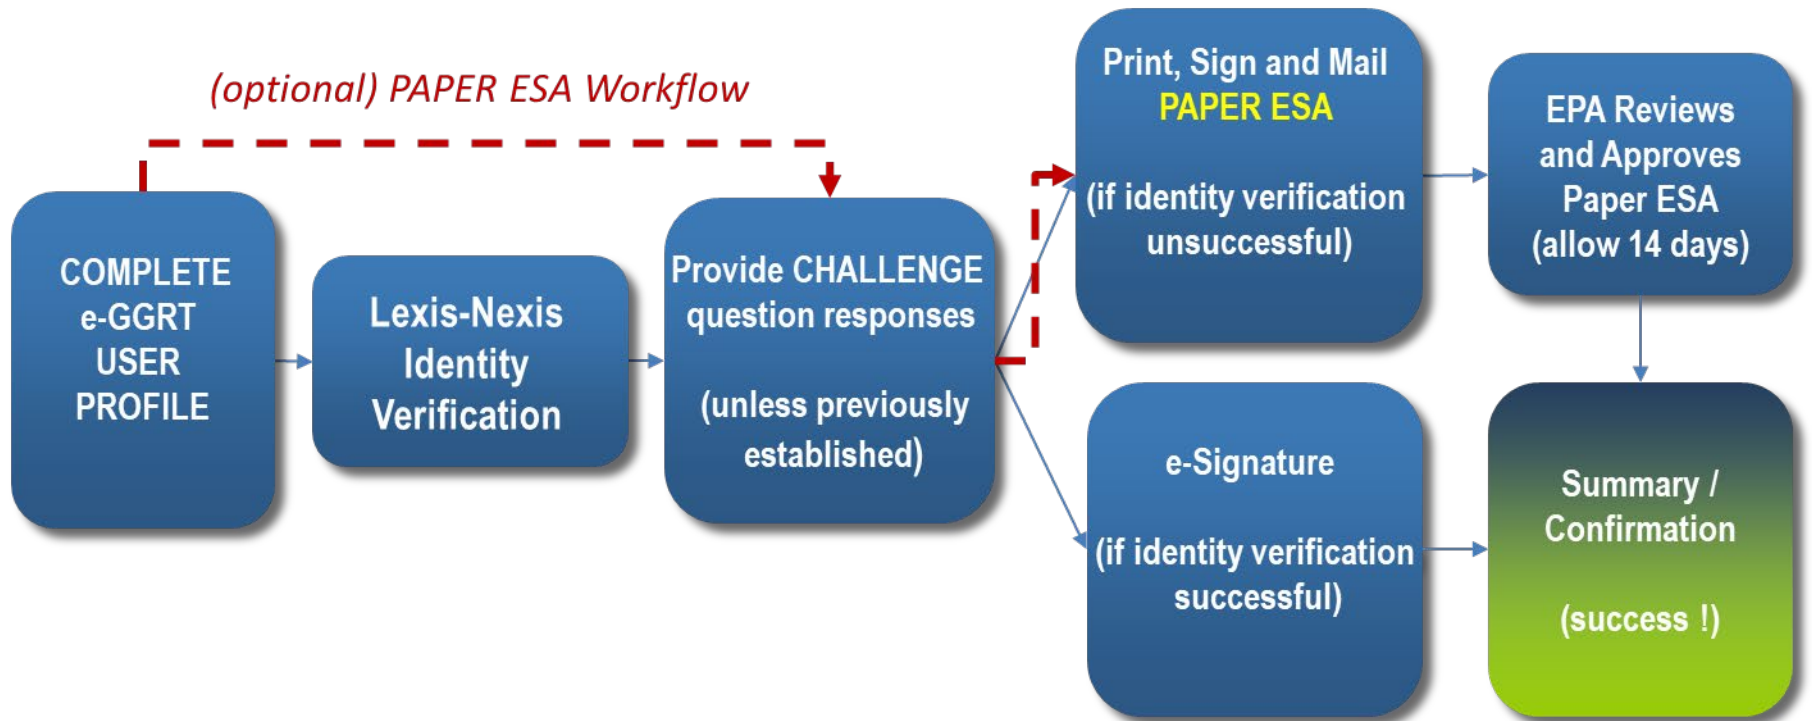 (optional) PAPER ESA Workflow
COMPLETE
e-GGRT
USER
PROFILE
Lexis-Nexis
Identity
Verification
Provide CHALLENGE
question responses
(unless previously
established)
Print, Sign and Mail
PAPER ESA
(if identity verification
unsuccessful)
EPA Reviews
and Approves
Paper ESA
(allow 14 days)
e-Signature
(if identity verification
successful)
Summary /
Confirmation
(success !)